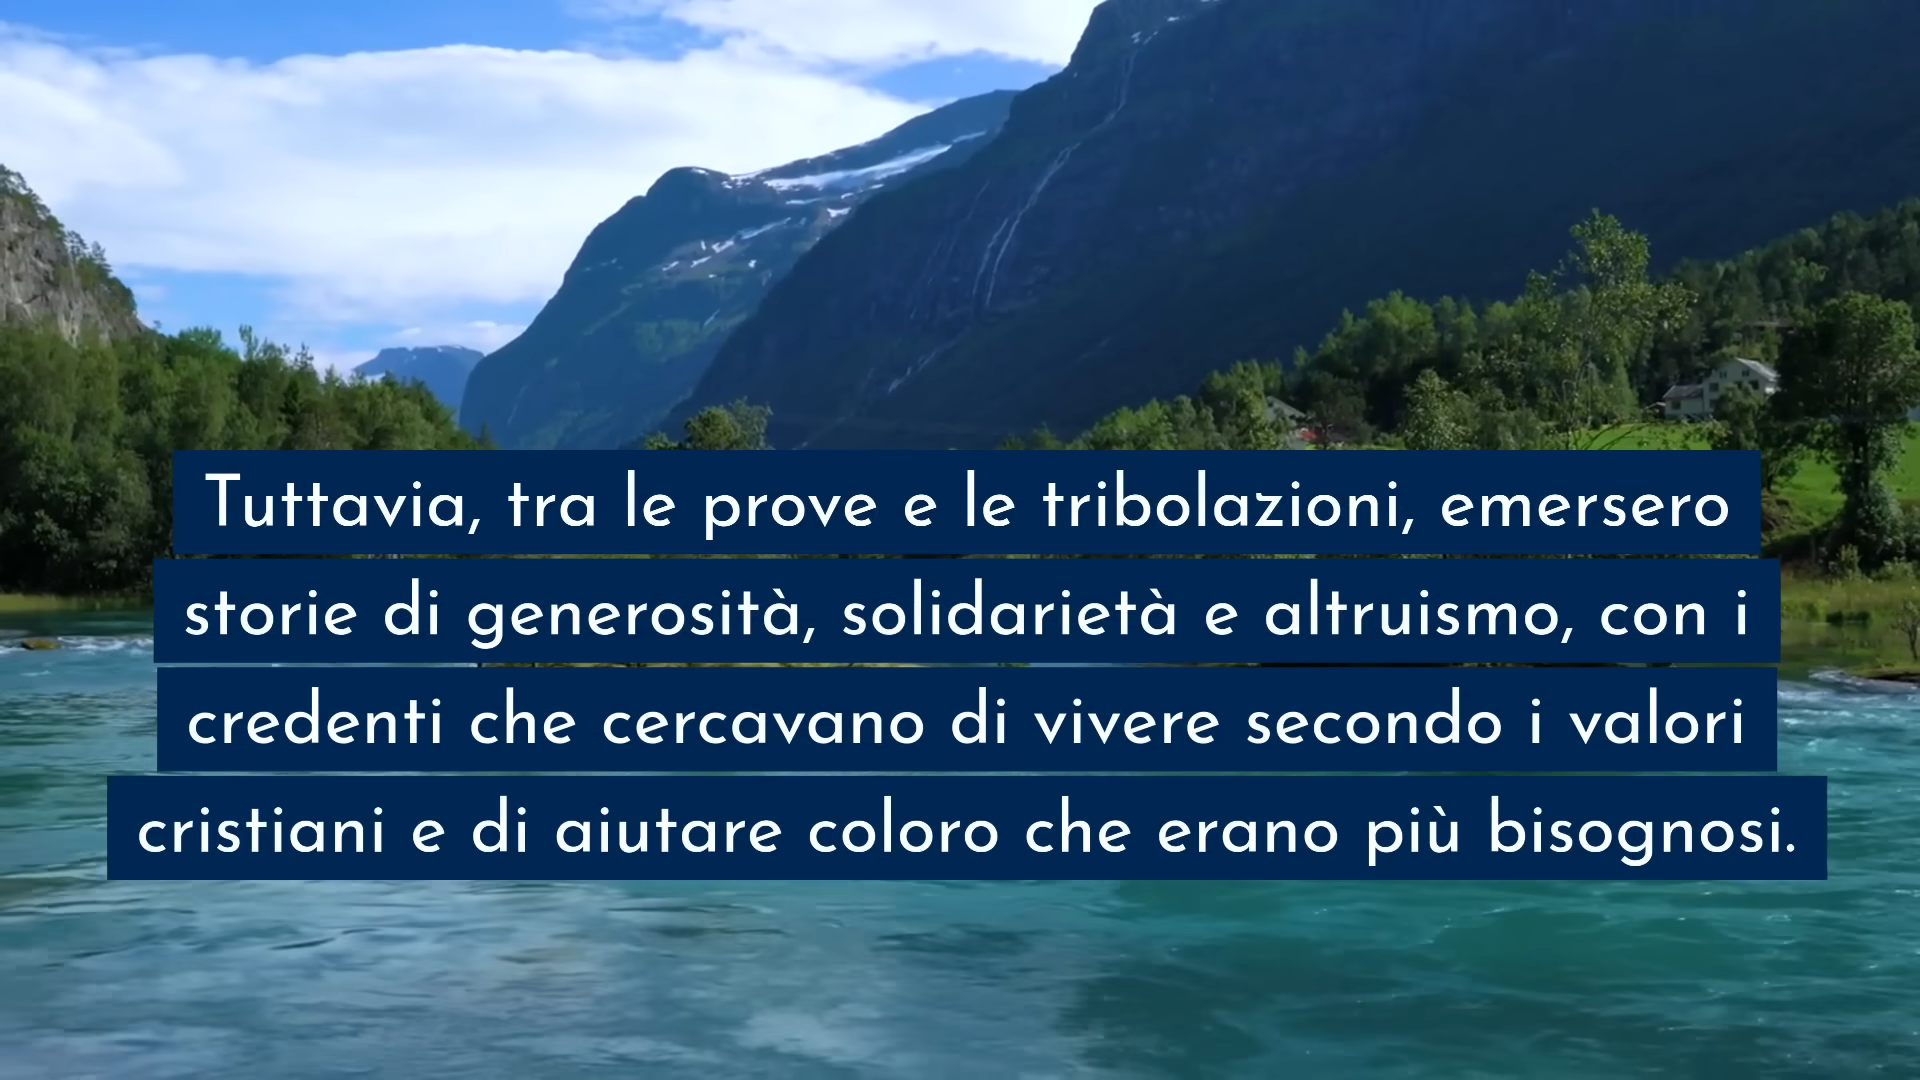 Tuttavia, tra le prove e le tribolazioni, emersero
storie di generosità, solidarietà e altruismo, con i
credenti che cercavano di vivere secondo i valori
cristiani e di aiutare coloro che erano più bisognosi.